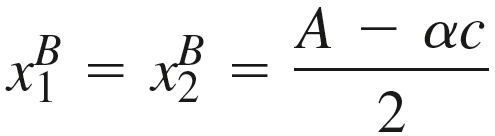 $x_1^B = x_2^B = \frac{A - \alpha c}{2}$